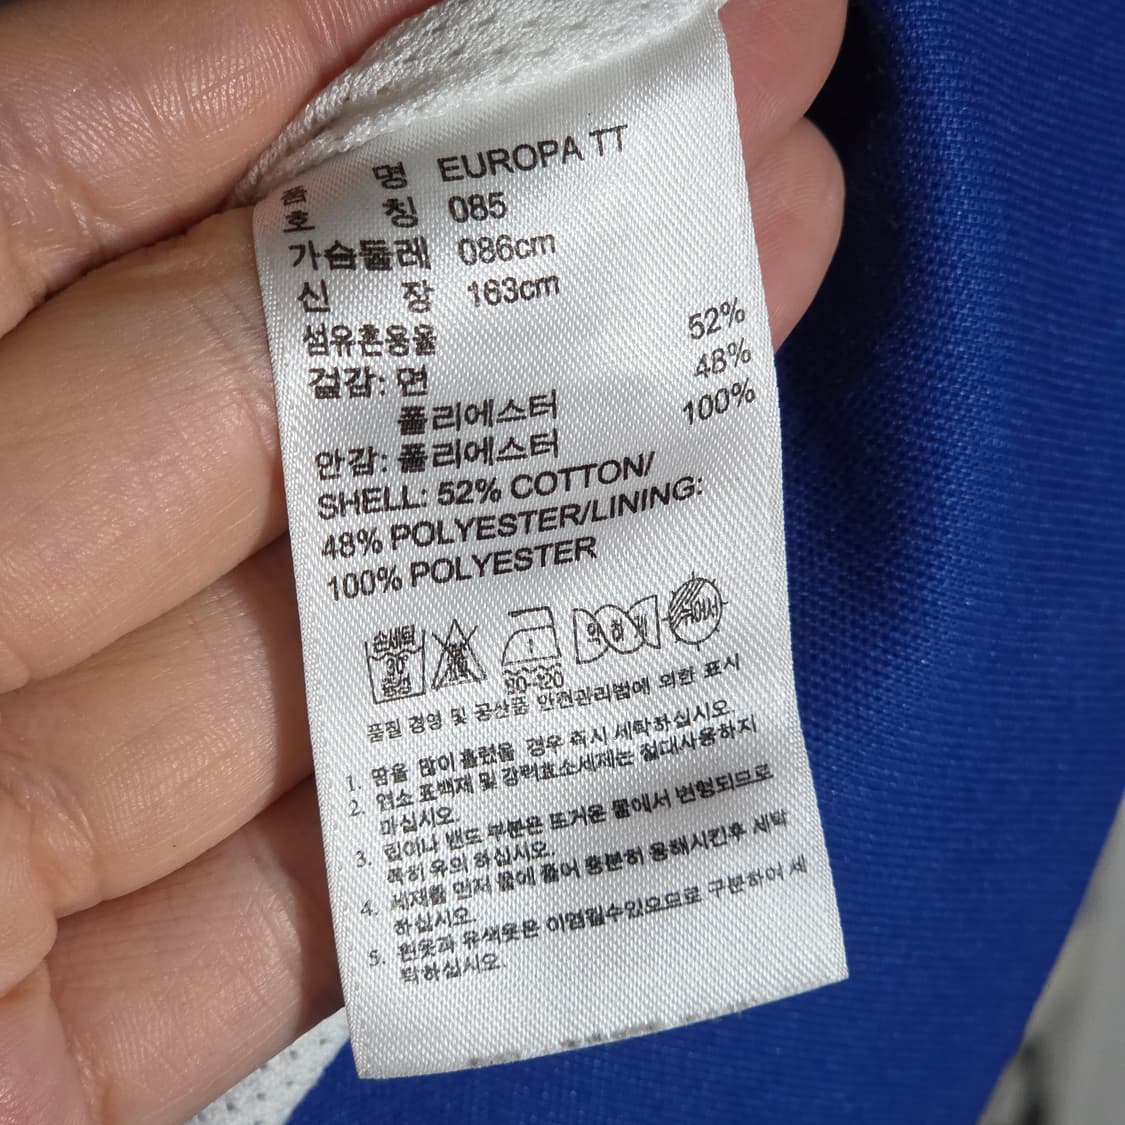 품 명 EUROPA TT
호 칭 085
가슴둘레 086cm
신 장 163cm
섬유혼용율
겉감: 면 52%
폴리에스터 48%
안감: 폴리에스터 100%
SHELL: 52% COTTON/
48% POLYESTER/LINING:
100% POLYESTER
손세탁 약하게 그늘에서
30° 중성 80~120
품질 경영 및 공산품 안전관리법에 의한 표시
1. 땀을 많이 흘렸을 경우 즉시 세탁하십시오.
2. 염소 표백제 및 강력효소세제는 절대사용하지
마십시오.
3. 립이나 밴드 부분은 뜨거운 물에서 변형되므로
특히 유의 하십시오.
4. 세제를 먼저 물에 풀어 충분히 용해시킨후 세탁
하십시오.
5. 흰옷과 유색옷은 이염될수있으므로 구분하여 세
탁하십시오.